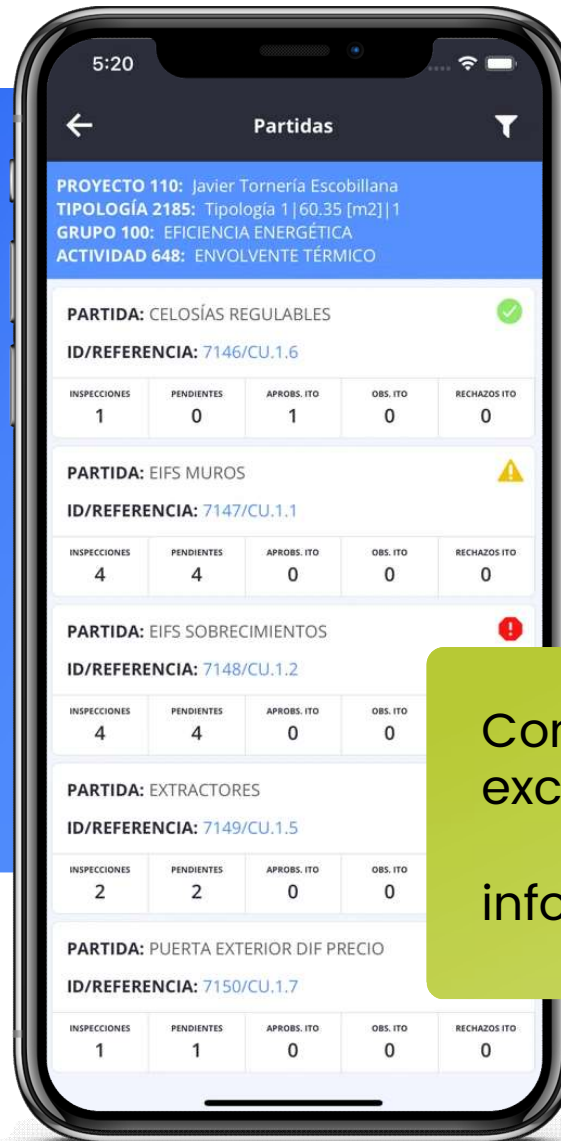 5:20
Partidas
PROYECTO 110: Javier Tornería Escobillana
TIPOLOGÍA 2185: Tipología 1|60.35 [m2]|1
GRUPO 100: EFICIENCIA ENERGÉTICA
ACTIVIDAD 648: ENVOLVENTE TÉRMICO
PARTIDA: CELOSÍAS REGULABLES
ID/REFERENCIA: 7146/CU.1.6
INSPECCIONES PENDIENTES APROBS. ITO OBS. ITO RECHAZOS ITO
1 0 1 0 0
PARTIDA: EIFS MUROS
ID/REFERENCIA: 7147/CU.1.1
INSPECCIONES PENDIENTES APROBS. ITO OBS. ITO RECHAZOS ITO
4 4 0 0 0
PARTIDA: EIFS SOBRECIMIENTOS
ID/REFERENCIA: 7148/CU.1.2
INSPECCIONES PENDIENTES APROBS. ITO OBS. ITO
4 4 0 0
PARTIDA: EXTRACTORES
ID/REFERENCIA: 7149/CU.1.5
INSPECCIONES PENDIENTES APROBS. ITO OBS. ITO
2 2 0 0
PARTIDA: PUERTA EXTERIOR DIF PRECIO
ID/REFERENCIA: 7150/CU.1.7
INSPECCIONES PENDIENTES APROBS. ITO OBS. ITO RECHAZOS ITO
1 1 0 0 0